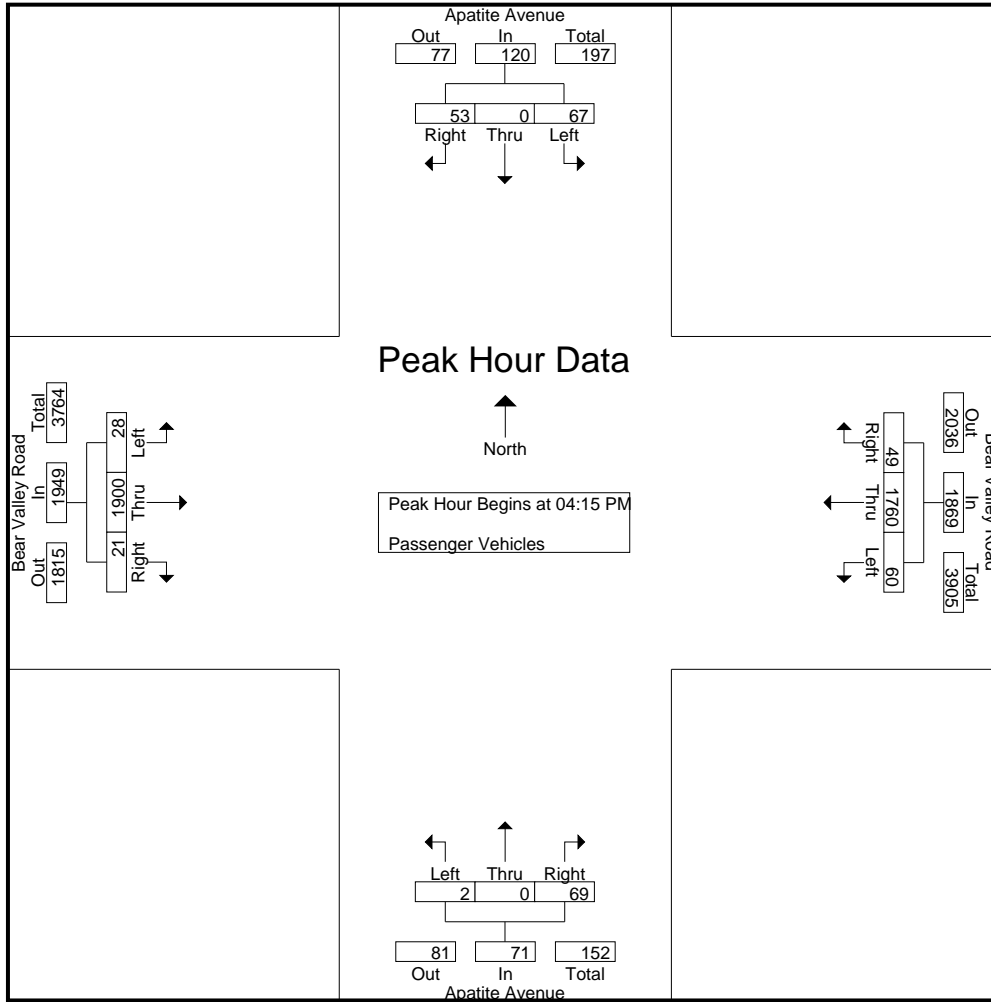 Apatite Avenue
Out In Total
77 120 197
53 0 67
Right Thru Left
Peak Hour Data
North
Peak Hour Begins at 04:15 PM
Passenger Vehicles
Bear Valley Road
Out In Total
1815 1949 3764
21 1900 28
Right Thru Left
Bear Valley Road
Out In Total
2036 1869 3905
49 1760 60
Right Thru Left
Left Thru Right
2 0 69
81 71 152
Out In Total
Apatite Avenue